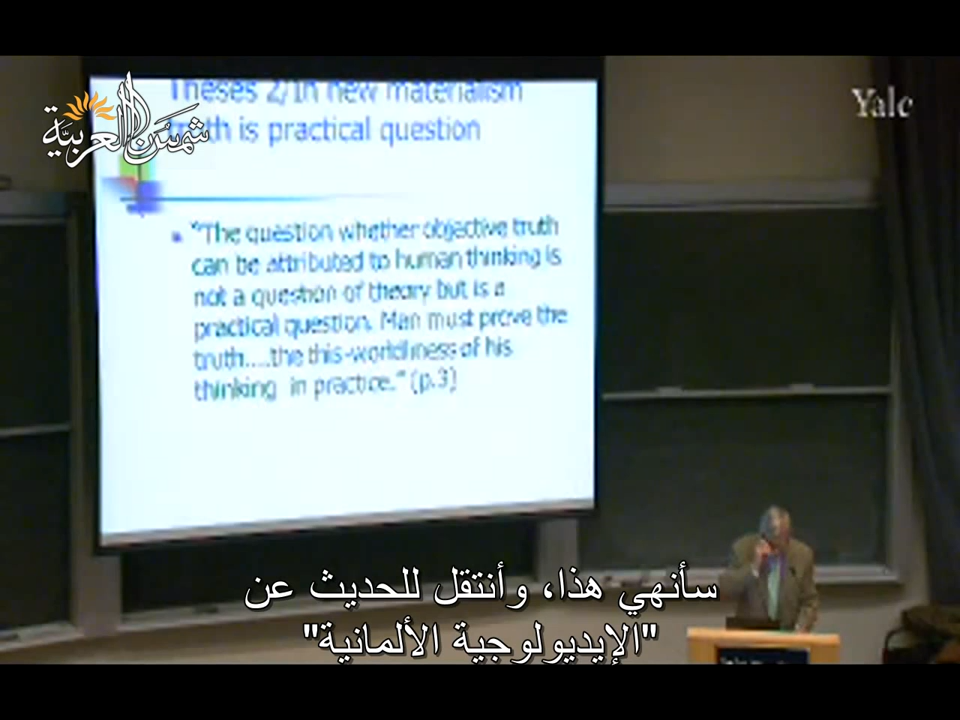 Theses 2/In new materialism
truth is practical question
Yale
شمسنا العربية
"The question whether objective truth
can be attributed to human thinking is
not a question of theory but is a
practical question. Man must prove the
truth....the this-worldliness of his
thinking in practice." (p.3)
سأنهي هذا، وأنتقل للحديث عن
"الإيديولوجية الألمانية"